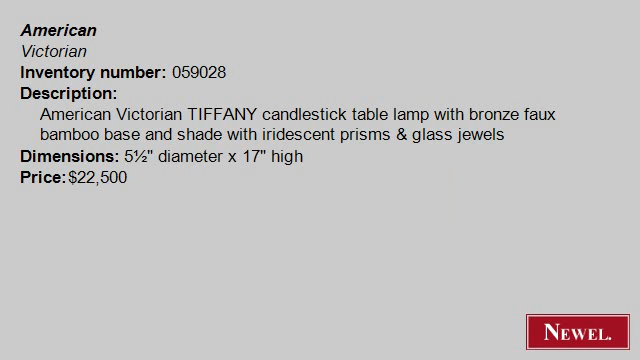 American
Victorian
Inventory number: 059028
Description:
American Victorian TIFFANY candlestick table lamp with bronze faux
bamboo base and shade with iridescent prisms & glass jewels
Dimensions: 5½" diameter x 17" high
Price:$22,500
NEWEL.